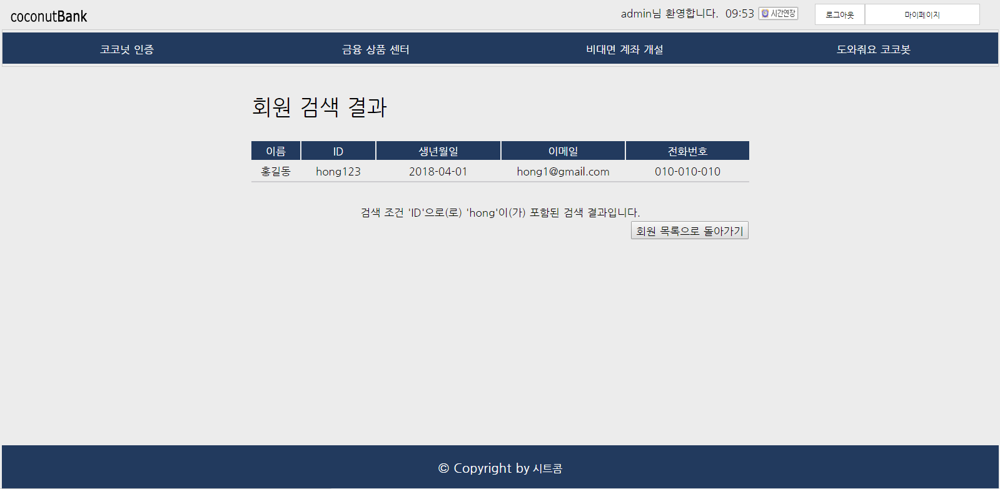 coconutBank
admin님 환영합니다. 09:53 시간연장 로그아웃 마이페이지
코코넛 인증 금융 상품 센터 비대면 계좌 개설 도와줘요 코코봇
회원 검색 결과
이름 ID 생년월일 이메일 전화번호
홍길동 hong123 2018-04-01 hong1@gmail.com 010-010-010
검색 조건 'ID'으로(로) 'hong'이(가) 포함된 검색 결과입니다.
회원 목록으로 돌아가기
© Copyright by 시트콤